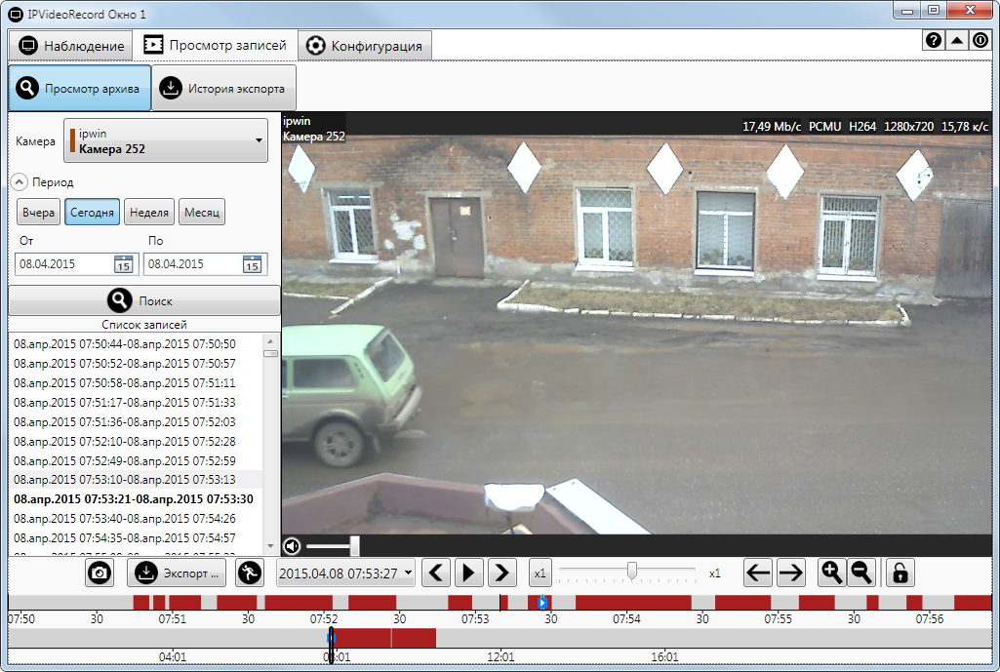 IPVideoRecord Окно 1
Наблюдение Просмотр записей Конфигурация
Просмотр архива История экспорта
Камера ipwin
Камера 252
Период
Вчера Сегодня Неделя Месяц
От По
08.04.2015 15 08.04.2015 15
Поиск
Список записей
08.апр.2015 07:50:44-08.апр.2015 07:50:50
08.апр.2015 07:50:52-08.апр.2015 07:50:57
08.апр.2015 07:50:58-08.апр.2015 07:51:11
08.апр.2015 07:51:17-08.апр.2015 07:51:33
08.апр.2015 07:51:36-08.апр.2015 07:52:03
08.апр.2015 07:52:10-08.апр.2015 07:52:28
08.апр.2015 07:52:49-08.апр.2015 07:52:59
08.апр.2015 07:53:10-08.апр.2015 07:53:13
08.апр.2015 07:53:21-08.апр.2015 07:53:30
08.апр.2015 07:53:40-08.апр.2015 07:54:26
08.апр.2015 07:54:35-08.апр.2015 07:54:57
ipwin
Камера 252
17,49 Mb/c PCMU H264 1280x720 15,78 к/с
Экспорт ... 2015.04.08 07:53:27 x1 x1
07:50 30 07:51 30 07:52 30 07:53 30 07:54 30 07:55 30 07:56
04:01 08:01 12:01 16:01